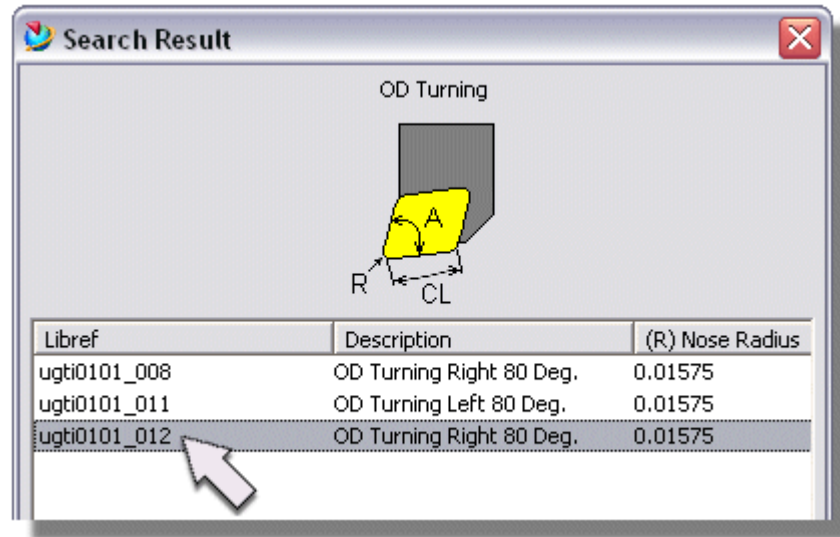 Search Result
OD Turning
A
R
CL
Libref Description (R) Nose Radius
ugti0101_008 OD Turning Right 80 Deg. 0.01575
ugti0101_011 OD Turning Left 80 Deg. 0.01575
ugti0101_012 OD Turning Right 80 Deg. 0.01575